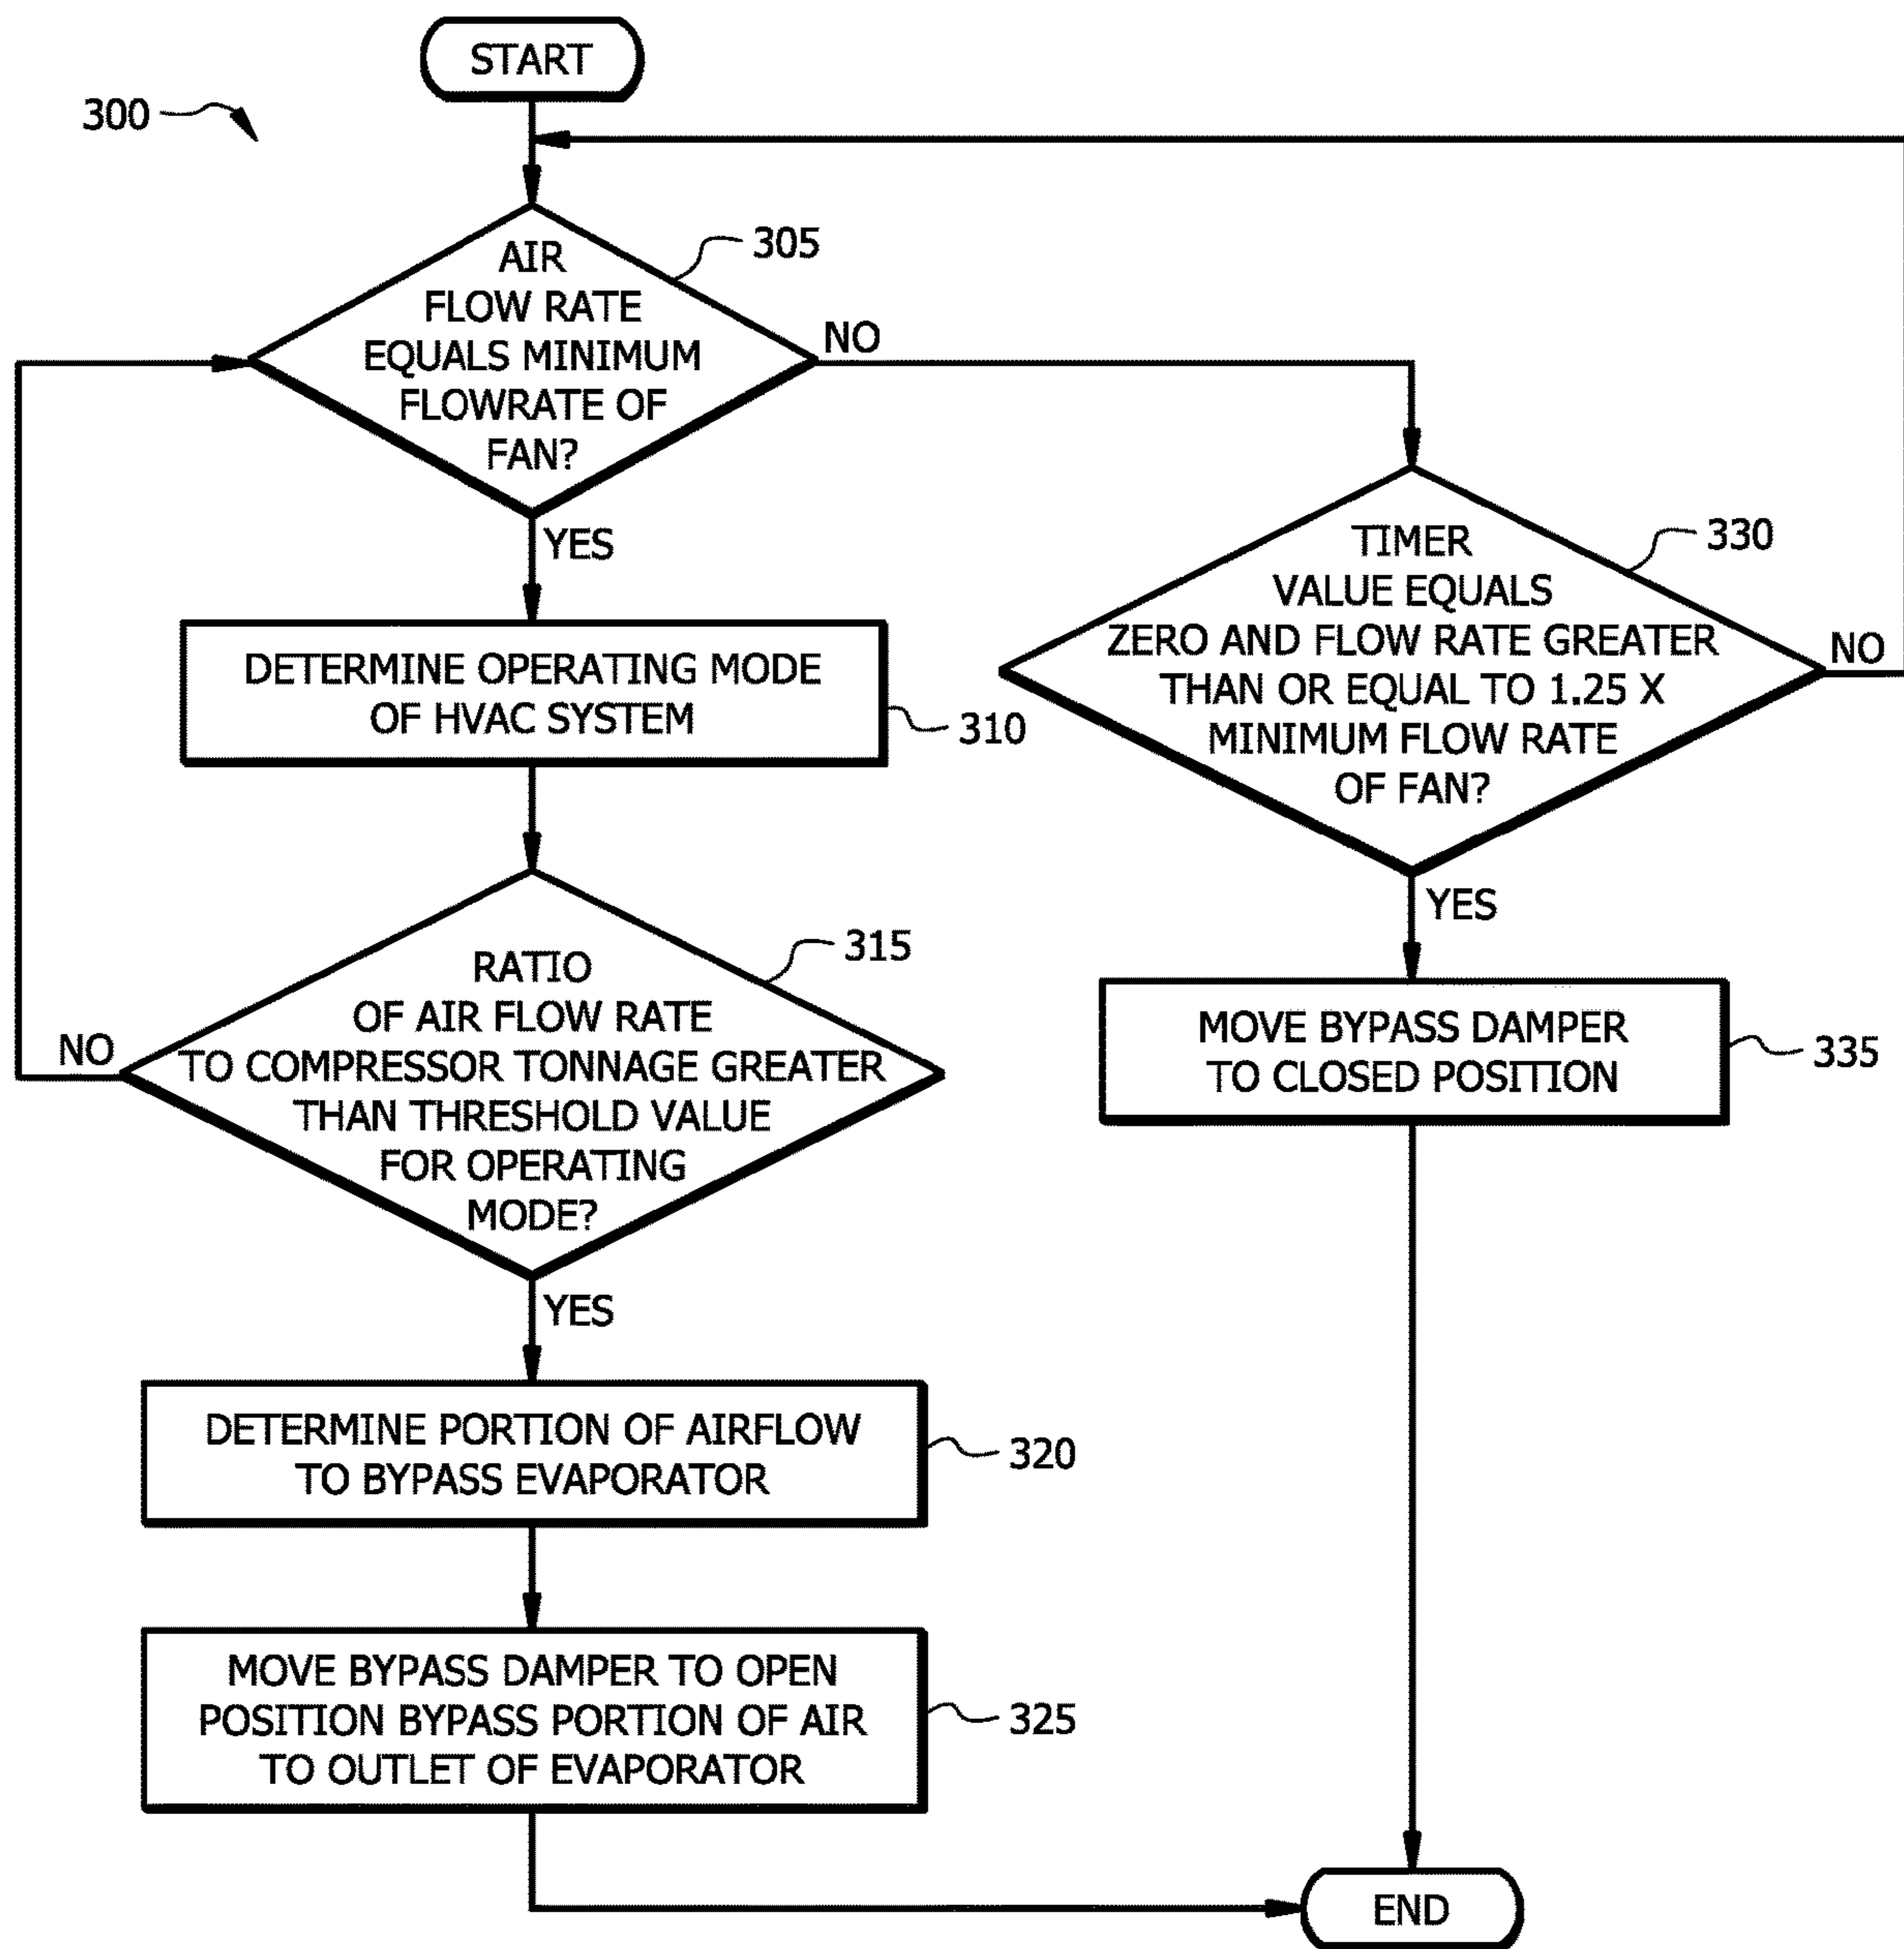 START
300
AIR
FLOW RATE
EQUALS MINIMUM
FLOWRATE OF
FAN?
305
NO
YES
DETERMINE OPERATING MODE
OF HVAC SYSTEM
310
RATIO
OF AIR FLOW RATE
TO COMPRESSOR TONNAGE GREATER
THAN THRESHOLD VALUE
FOR OPERATING
MODE?
315
NO
YES
DETERMINE PORTION OF AIRFLOW
TO BYPASS EVAPORATOR
320
MOVE BYPASS DAMPER TO OPEN
POSITION BYPASS PORTION OF AIR
TO OUTLET OF EVAPORATOR
325
TIMER
VALUE EQUALS
ZERO AND FLOW RATE GREATER
THAN OR EQUAL TO 1.25 X
MINIMUM FLOW RATE
OF FAN?
330
NO
YES
MOVE BYPASS DAMPER
TO CLOSED POSITION
335
END